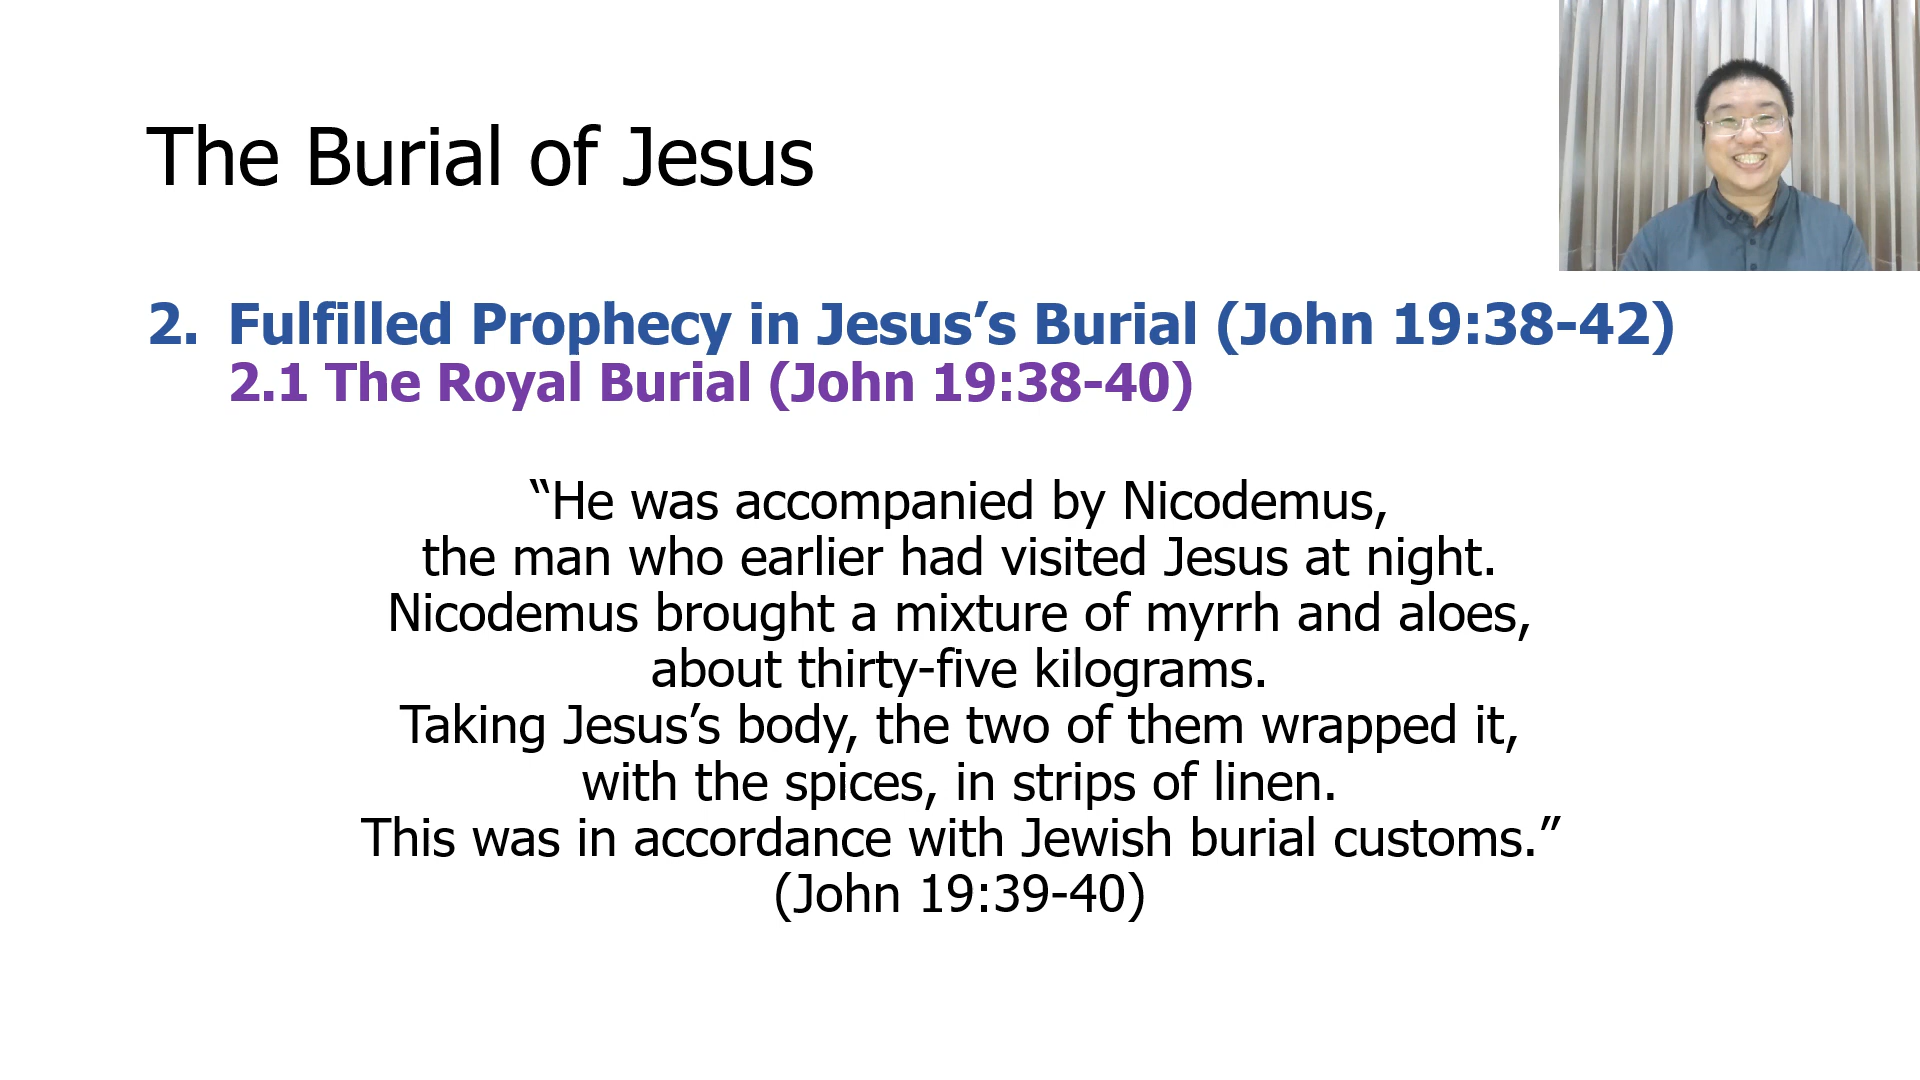 The Burial of Jesus
2. Fulfilled Prophecy in Jesus’s Burial (John 19:38-42)
2.1 The Royal Burial (John 19:38-40)
“He was accompanied by Nicodemus,
the man who earlier had visited Jesus at night.
Nicodemus brought a mixture of myrrh and aloes,
about thirty-five kilograms.
Taking Jesus’s body, the two of them wrapped it,
with the spices, in strips of linen.
This was in accordance with Jewish burial customs.”
(John 19:39-40)